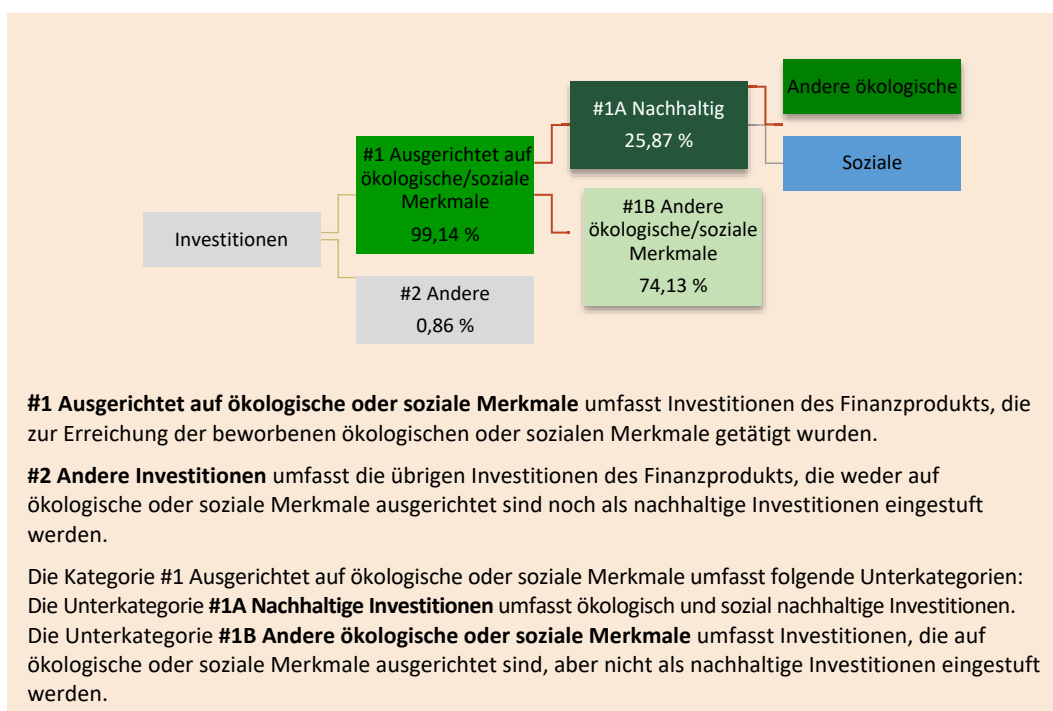 Investitionen
#1 Ausgerichtet auf
ökologische/soziale
Merkmale
99,14 %
#2 Andere
0,86 %
#1A Nachhaltig
25,87 %
#1B Andere
ökologische/soziale
Merkmale
74,13 %
Andere ökologische
Soziale
#1 Ausgerichtet auf ökologische oder soziale Merkmale umfasst Investitionen des Finanzprodukts, die
zur Erreichung der beworbenen ökologischen oder sozialen Merkmale getätigt wurden.
#2 Andere Investitionen umfasst die übrigen Investitionen des Finanzprodukts, die weder auf
ökologische oder soziale Merkmale ausgerichtet sind noch als nachhaltige Investitionen eingestuft
werden.
Die Kategorie #1 Ausgerichtet auf ökologische oder soziale Merkmale umfasst folgende Unterkategorien:
Die Unterkategorie #1A Nachhaltige Investitionen umfasst ökologisch und sozial nachhaltige Investitionen.
Die Unterkategorie #1B Andere ökologische oder soziale Merkmale umfasst Investitionen, die auf
ökologische oder soziale Merkmale ausgerichtet sind, aber nicht als nachhaltige Investitionen eingestuft
werden.